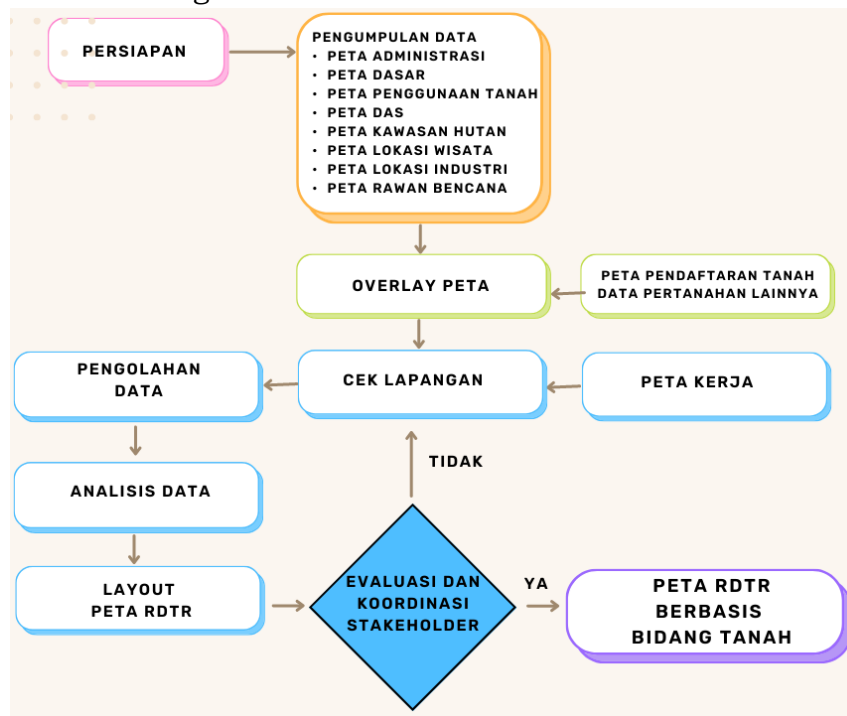 PERSIAPAN
PENGUMPULAN DATA
• PETA ADMINISTRASI
• PETA DASAR
• PETA PENGGUNAAN TANAH
• PETA DAS
• PETA KAWASAN HUTAN
• PETA LOKASI WISATA
• PETA LOKASI INDUSTRI
• PETA RAWAN BENCANA
OVERLAY PETA
PETA PENDAFTARAN TANAH
DATA PERTANAHAN LAINNYA
PENGOLAHAN
DATA
CEK LAPANGAN
PETA KERJA
TIDAK
ANALISIS DATA
LAYOUT
PETA RDTR
EVALUASI DAN
KOORDINASI
STAKEHOLDER
YA
PETA RDTR
BERBASIS
BIDANG TANAH